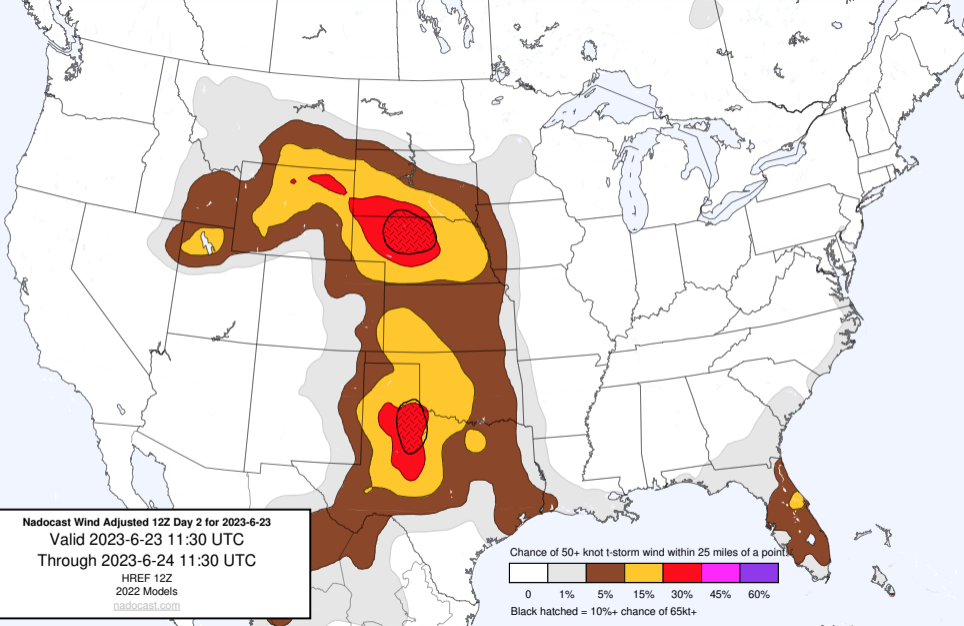 Nadocast Wind Adjusted 12Z Day 2 for 2023-6-23
Valid 2023-6-23 11:30 UTC
Through 2023-6-24 11:30 UTC
HREF 12Z
2022 Models
nadocast.com
Chance of 50+ knot t-storm wind within 25 miles of a point.
0 1% 5% 15% 30% 45% 60%
Black hatched = 10%+ chance of 65kt+